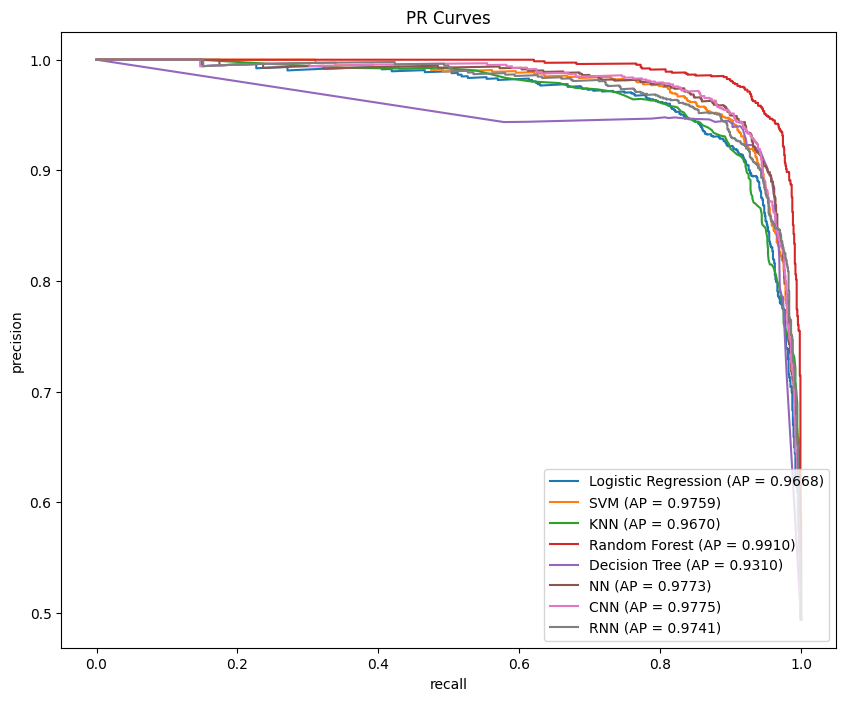 PR Curves
precision
1.0
0.9
0.8
0.7
0.6
0.5
Logistic Regression (AP = 0.9668)
SVM (AP = 0.9759)
KNN (AP = 0.9670)
Random Forest (AP = 0.9910)
Decision Tree (AP = 0.9310)
NN (AP = 0.9773)
CNN (AP = 0.9775)
RNN (AP = 0.9741)
0.0 0.2 0.4 0.6 0.8 1.0
recall